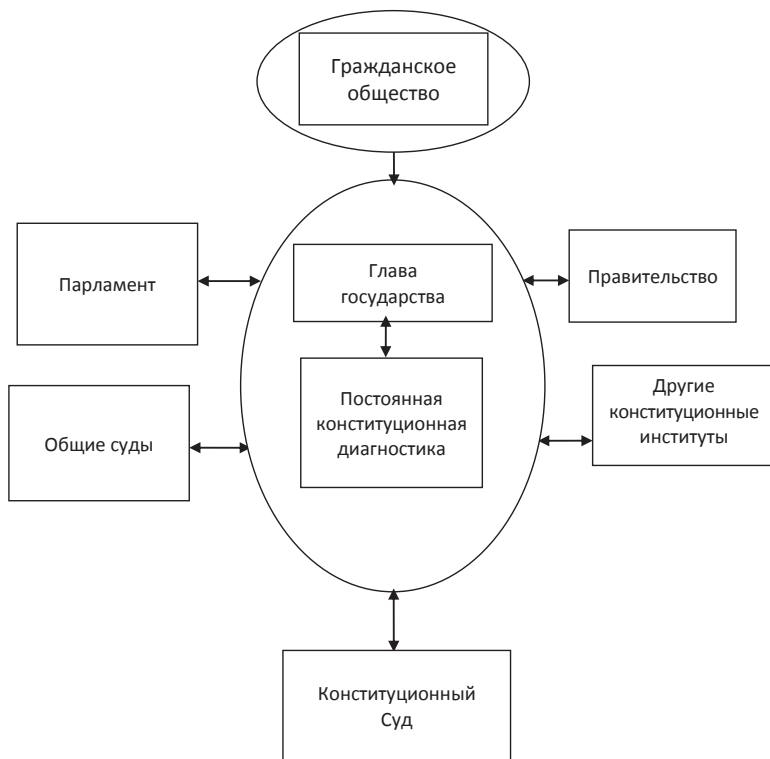 Гражданское
общество
Парламент
Глава
государства
Правительство
Общие суды
Постоянная
конституционная
диагностика
Другие
конституционные
институты
Конституционный
Суд